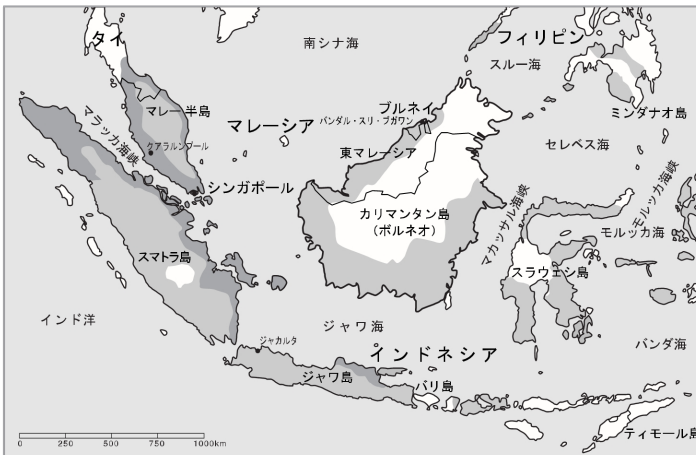 タイ
南シナ海
フィリピン
スルー海
マレー半島
ブルネイ
バンダル・スリ・ブガワン
ミンダナオ島
マラッカ海峡
マレーシア
クアラルンプール
東マレーシア
セレベス海
シンガポール
カリマンタン島
（ボルネオ）
マカッサル海峡
モルッカ海峡
モルッカ海
スマトラ島
スラウェシ島
インド洋
ジャワ海
ジャカルタ
インドネシア
バンダ海
ジャワ島
バリ島
ティモール島
0 250 500 750 1000km